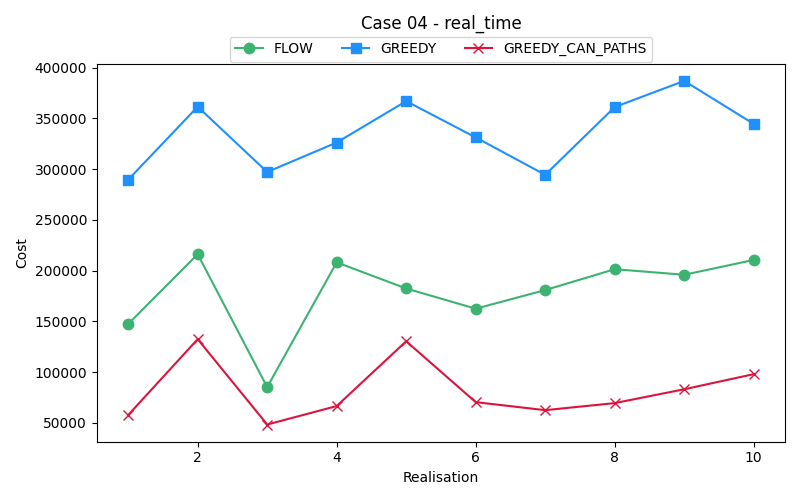 Case 04 - real_time
FLOW GREEDY GREEDY_CAN_PATHS
400000
350000
300000
250000
200000
150000
100000
50000
Cost
2 4 6 8 10
Realisation